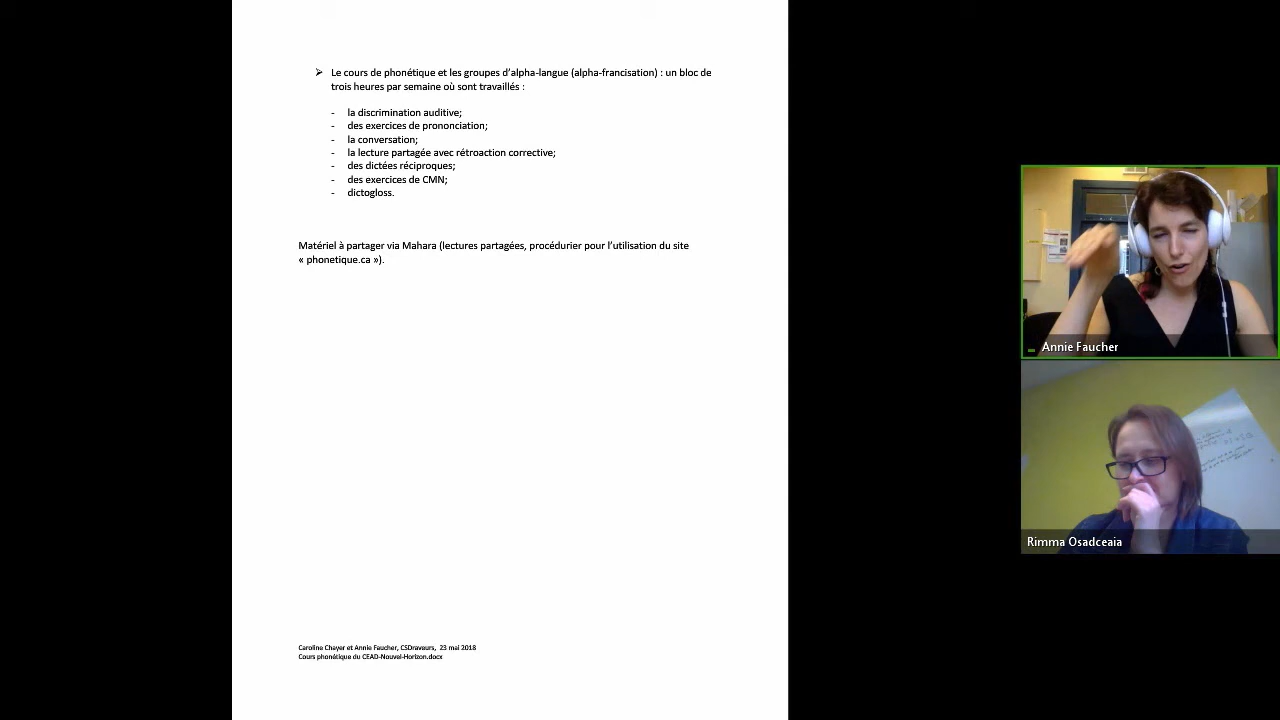 ➢ Le cours de phonétique et les groupes d’alpha-langue (alpha-francisation) : un bloc de
trois heures par semaine où sont travaillés :
- la discrimination auditive;
- des exercices de prononciation;
- la conversation;
- la lecture partagée avec rétroaction corrective;
- des dictées réciproques;
- des exercices de CMN;
- dictogloss.
Matériel à partager via Mahara (lectures partagées, procédurier pour l’utilisation du site
« phonetique.ca »).
Caroline Chayer et Annie Faucher, CSDraveurs, 23 mai 2018
Cours phonétique du CEAD-Nouvel-Horizon.docx
Annie Faucher
Rimma Osadceaia